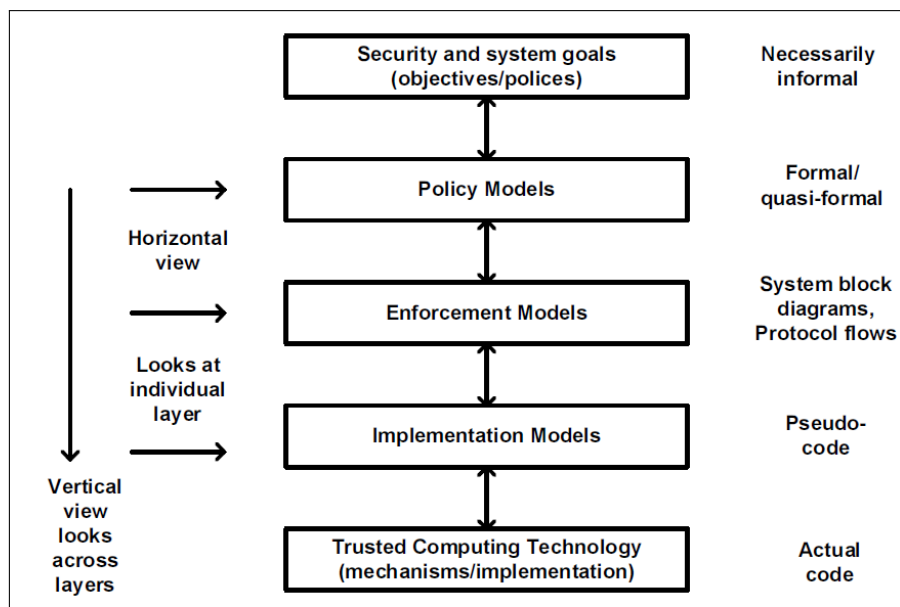 Security and system goals
(objectives/polices)
Necessarily
informal
Policy Models
Formal/
quasi-formal
Horizontal
view
Enforcement Models
System block
diagrams,
Protocol flows
Looks at
individual
layer
Implementation Models
Pseudo-
code
Vertical
view
looks
across
layers
Trusted Computing Technology
(mechanisms/implementation)
Actual
code